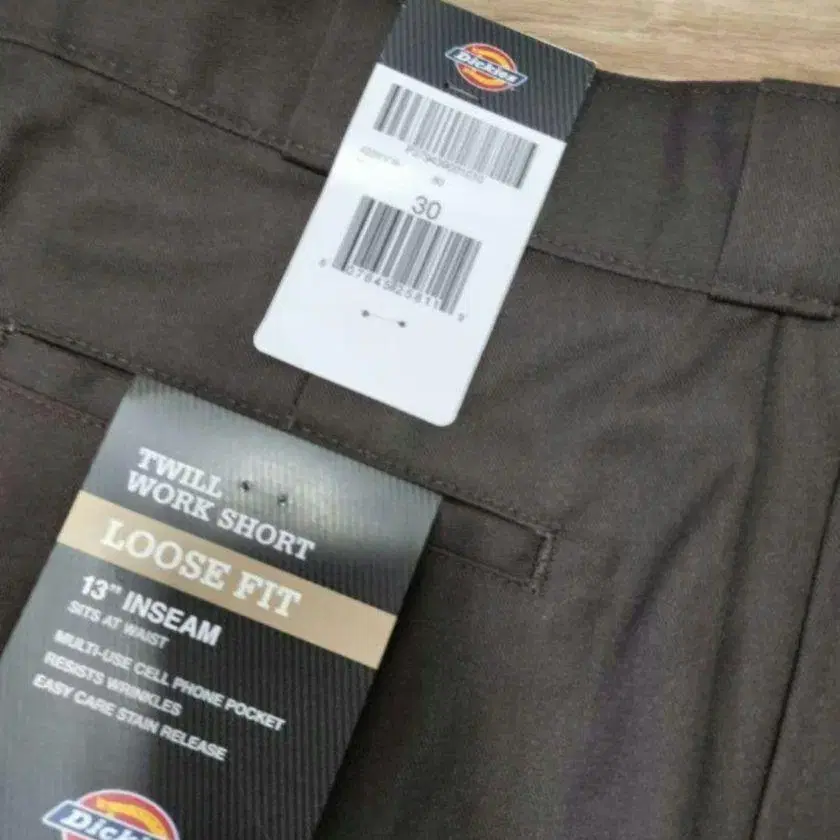 Dickies
30
TWILL
WORK SHORT
LOOSE FIT
13" INSEAM
SITS AT WAIST
MULTI-USE CELL PHONE POCKET
RESISTS WRINKLES
EASY CARE STAIN RELEASE
Dickies